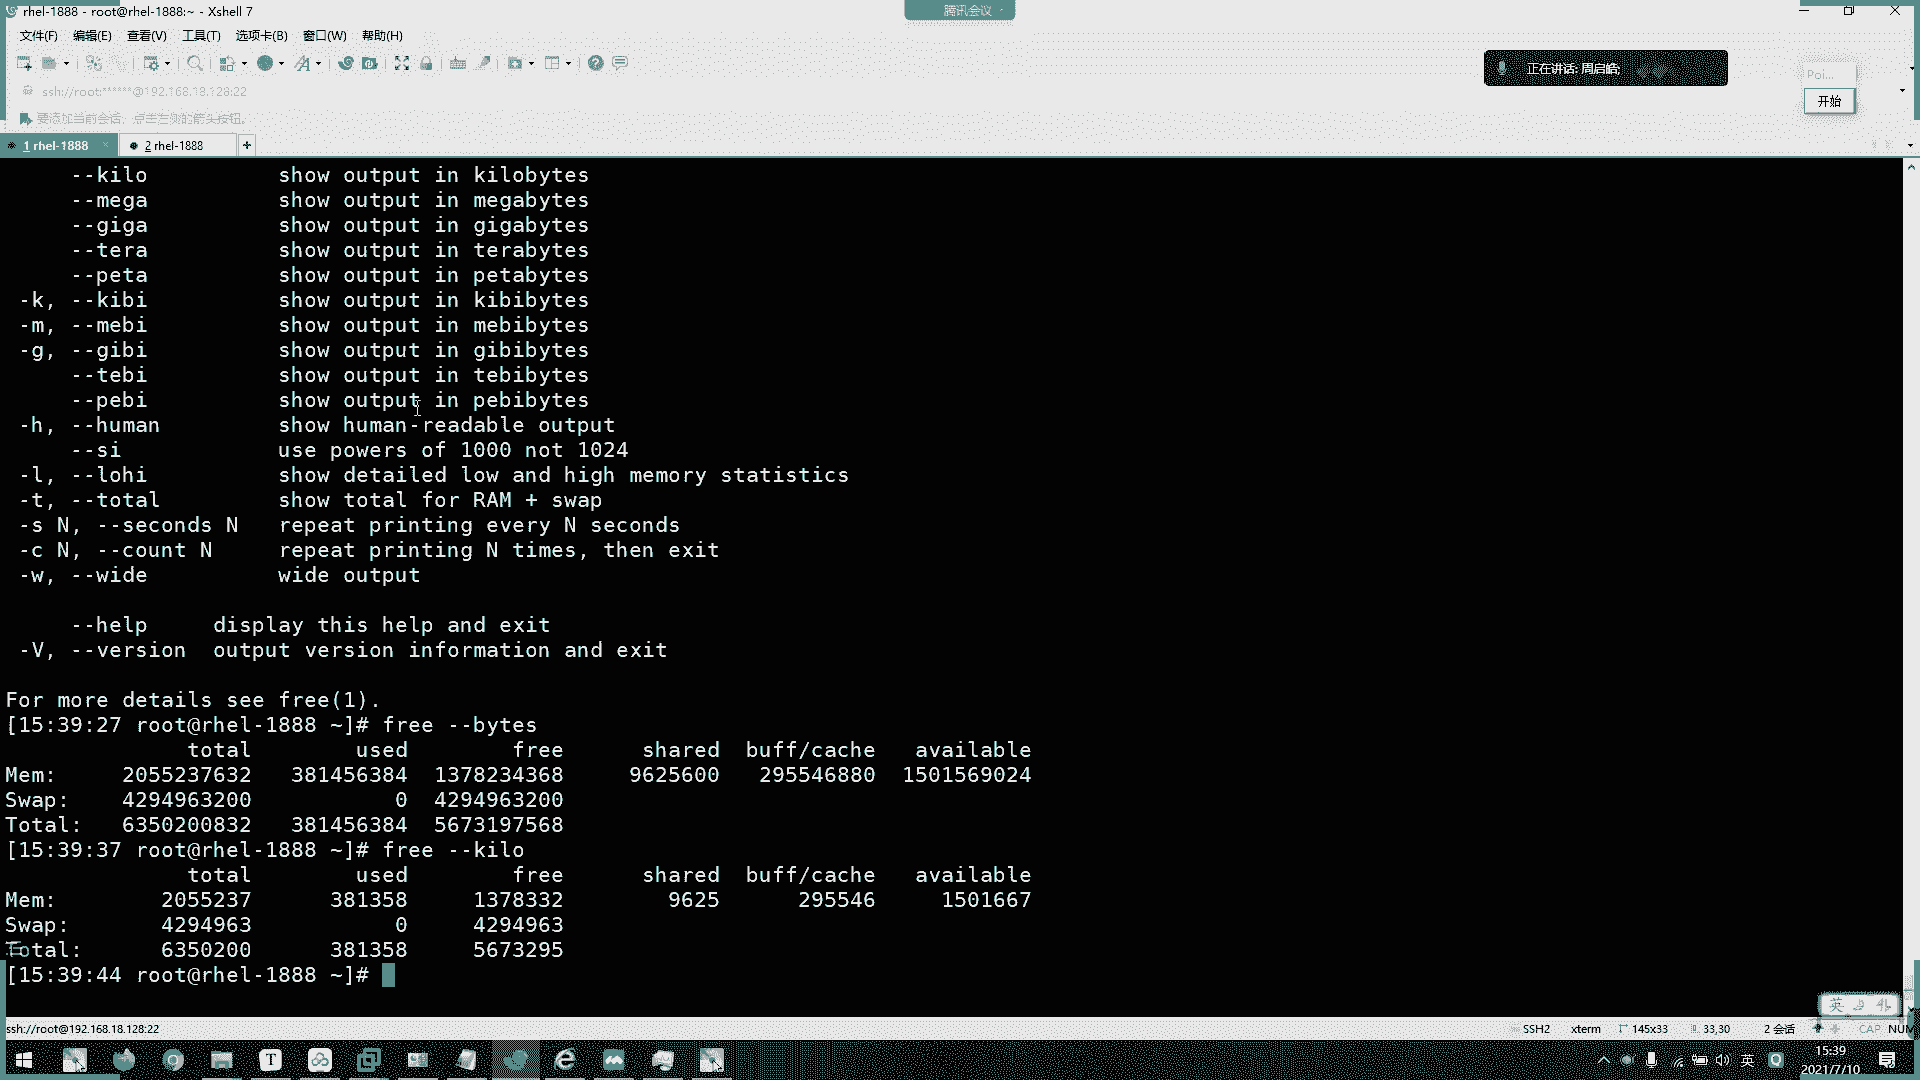 rhel-1888 - root@rhel-1888:~ - Xshell 7
腾讯会议
文件(F) 编辑(E) 查看(V) 工具(T) 选项卡(B) 窗口(W) 帮助(H)
正在讲话: 周启皓;
Poi...
开始
ssh://root:******@192.168.18.128:22
要添加当前会话，点击左侧的箭头按钮。
1 rhel-1888 × 2 rhel-1888 +
--kilo show output in kilobytes
--mega show output in megabytes
--giga show output in gigabytes
--tera show output in terabytes
--peta show output in petabytes
-k, --kibi show output in kibibytes
-m, --mebi show output in mebibytes
-g, --gibi show output in gibibytes
--tebi show output in tebibytes
--pebi show output in pebibytes
-h, --human show human-readable output
--si use powers of 1000 not 1024
-l, --lohi show detailed low and high memory statistics
-t, --total show total for RAM + swap
-s N, --seconds N repeat printing every N seconds
-c N, --count N repeat printing N times, then exit
-w, --wide wide output
--help display this help and exit
-V, --version output version information and exit
For more details see free(1).
[15:39:27 root@rhel-1888 ~]# free --bytes
total used free shared buff/cache available
Mem: 2055237632 381456384 1378234368 9625600 295546880 1501569024
Swap: 4294963200 0 4294963200
Total: 6350200832 381456384 5673197568
[15:39:37 root@rhel-1888 ~]# free --kilo
total used free shared buff/cache available
Mem: 2055237 381358 1378332 9625 295546 1501667
Swap: 4294963 0 4294963
Total: 6350200 381358 5673295
[15:39:44 root@rhel-1888 ~]#
英
ssh://root@192.168.18.128:22 SSH2 xterm 145x33 33,30 2 会话 CAP NUM
英
15:39
2021/7/10